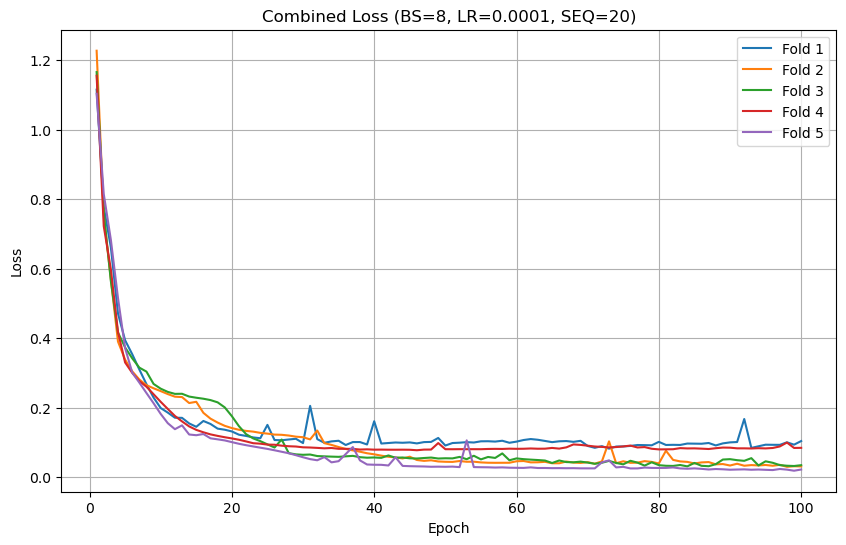 Combined Loss (BS=8, LR=0.0001, SEQ=20)
Fold 1
Fold 2
Fold 3
Fold 4
Fold 5
Loss
1.2
1.0
0.8
0.6
0.4
0.2
0.0
0 20 40 60 80 100
Epoch